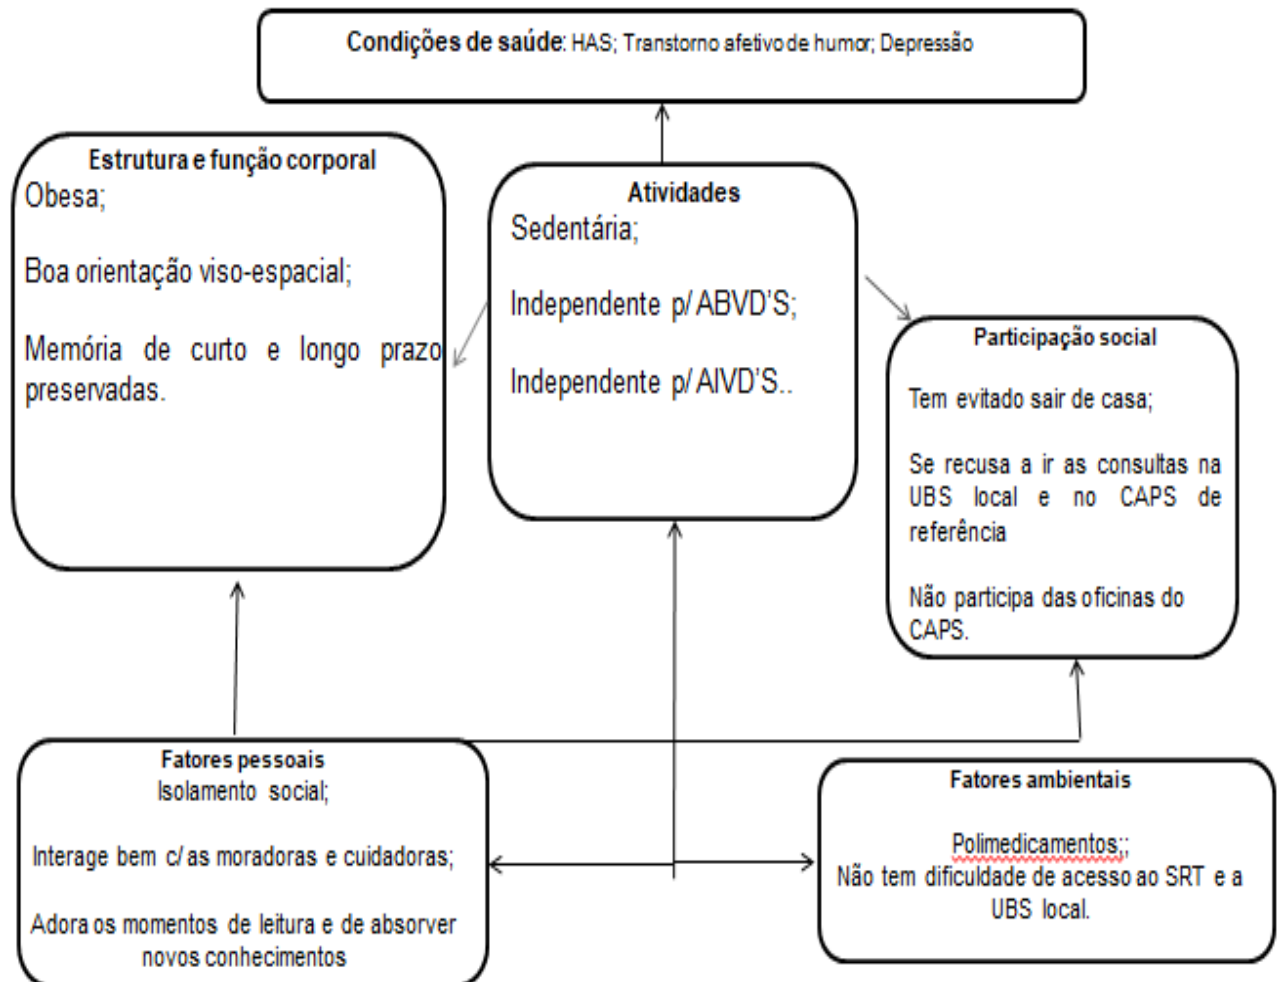 Condições de saúde: HAS; Transtorno afetivo de humor; Depressão
Estrutura e função corporal
Obesa;
Boa orientação viso-espacial;
Memória de curto e longo prazo
preservadas.
Atividades
Sedentária;
Independente p/ ABVD'S;
Independente p/ AIVD'S..
Participação social
Tem evitado sair de casa;
Se recusa a ir as consultas na
UBS local e no CAPS de
referência
Não participa das oficinas do
CAPS.
Fatores pessoais
Isolamento social;
Interage bem c/ as moradoras e cuidadoras;
Adora os momentos de leitura e de absorver
novos conhecimentos
Fatores ambientais
Polimedicamentos;;
Não tem dificuldade de acesso ao SRT e a
UBS local.